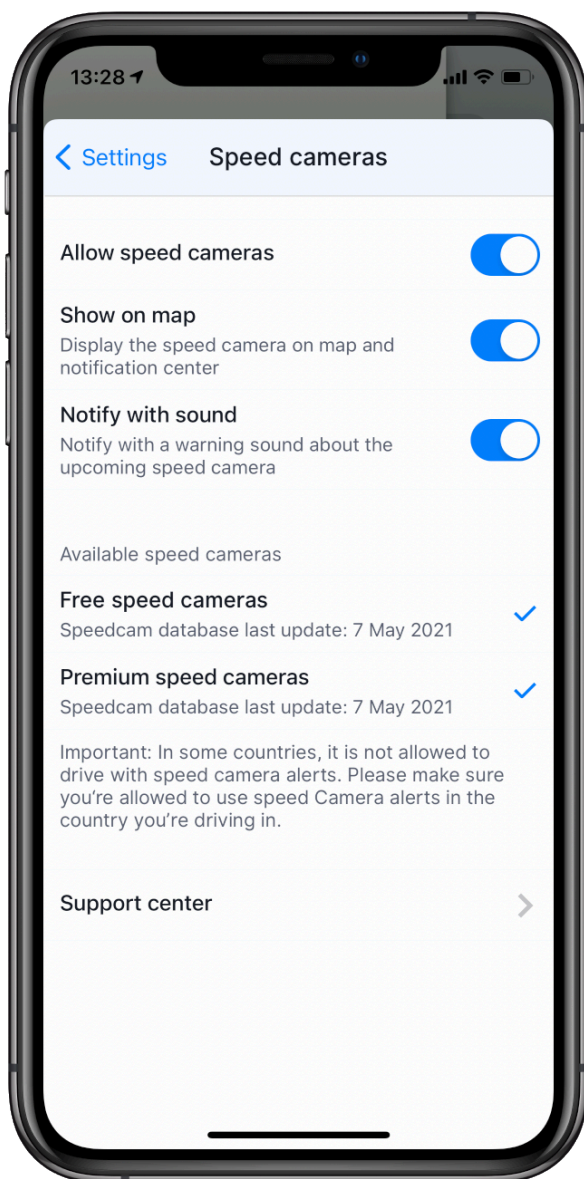 13:28
Settings
Speed cameras
Allow speed cameras
Show on map
Display the speed camera on map and
notification center
Notify with sound
Notify with a warning sound about the
upcoming speed camera
Available speed cameras
Free speed cameras
Speedcam database last update: 7 May 2021
Premium speed cameras
Speedcam database last update: 7 May 2021
Important: In some countries, it is not allowed to
drive with speed camera alerts. Please make sure
you’re allowed to use speed Camera alerts in the
country you’re driving in.
Support center